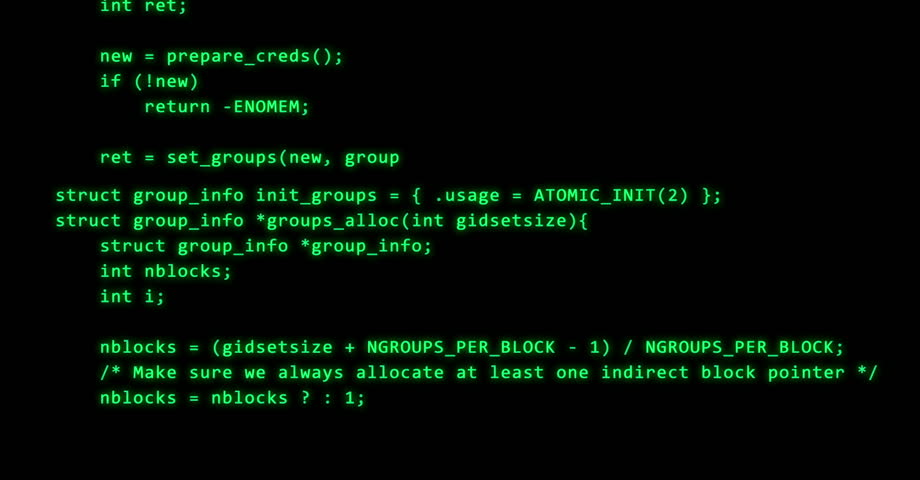 int ret;
new = prepare_creds();
if (!new)
return -ENOMEM;
ret = set_groups(new, group
struct group_info init_groups = { .usage = ATOMIC_INIT(2) };
struct group_info *groups_alloc(int gidsetsize){
struct group_info *group_info;
int nblocks;
int i;
nblocks = (gidsetsize + NGROUPS_PER_BLOCK - 1) / NGROUPS_PER_BLOCK;
/* Make sure we always allocate at least one indirect block pointer */
nblocks = nblocks ? : 1;